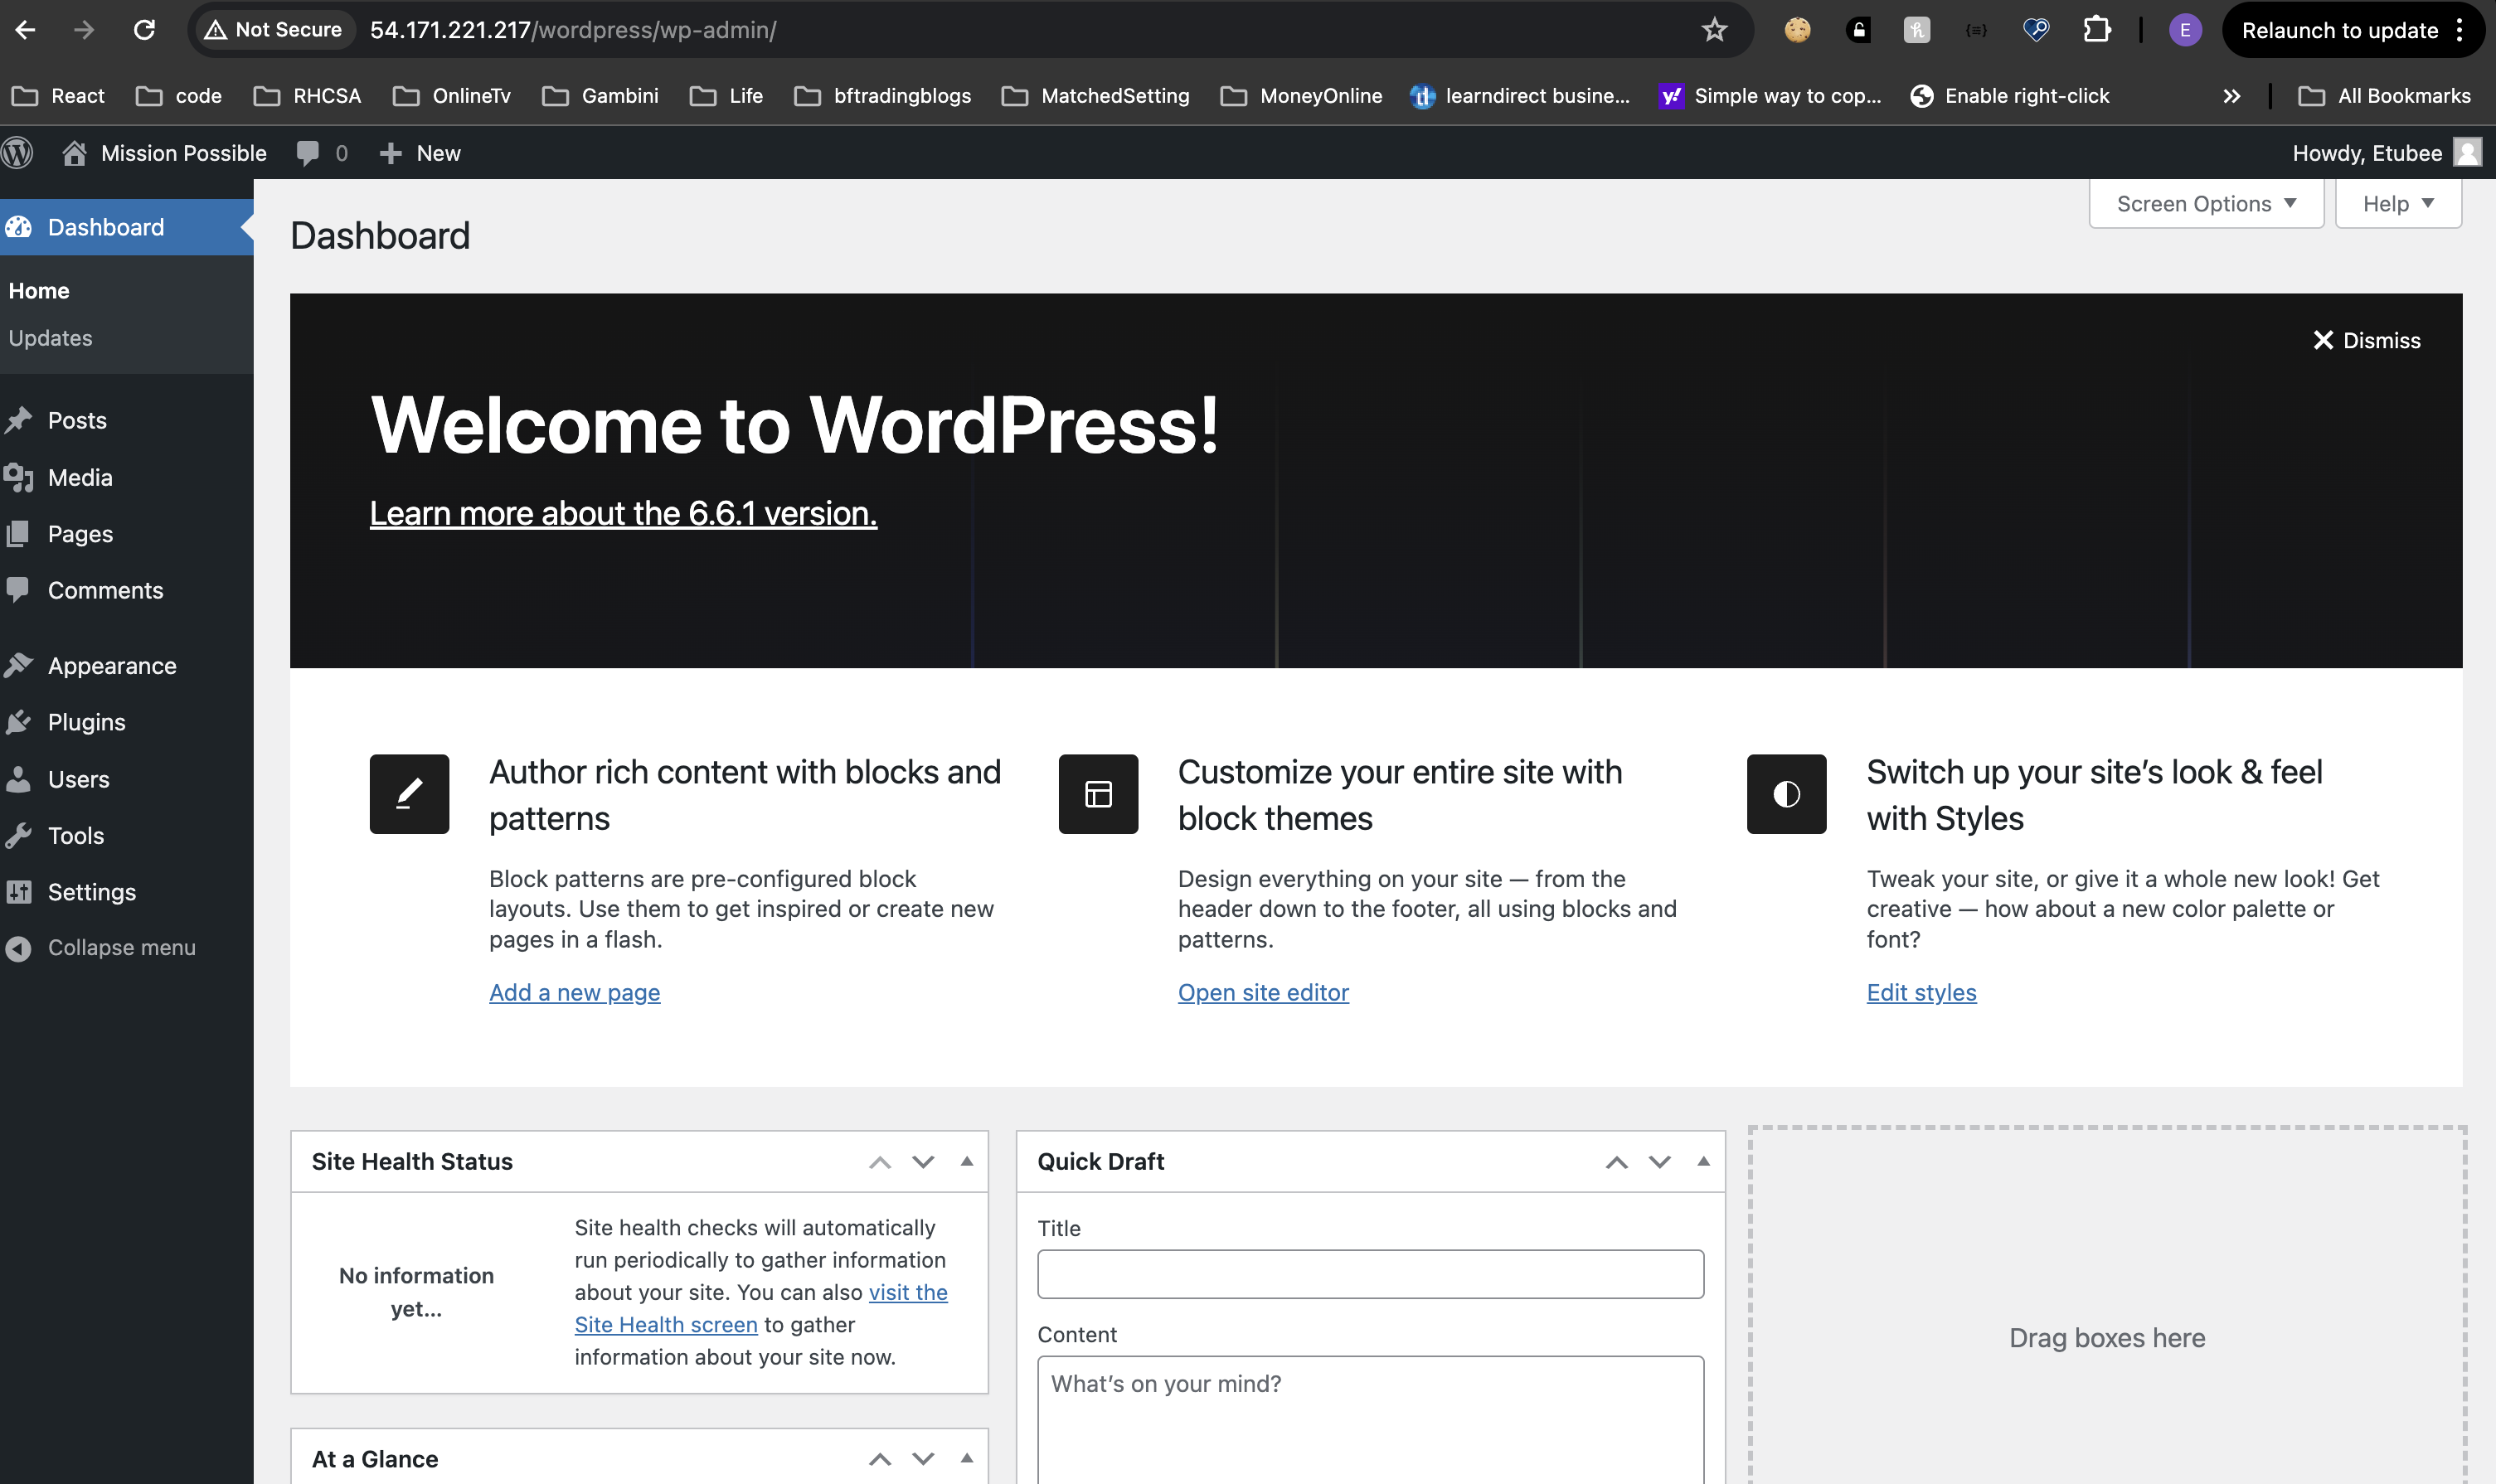 Not Secure 54.171.221.217/wordpress/wp-admin/ E Relaunch to update
React code RHCSA OnlineTv Gambini Life bftradingblogs MatchedSetting MoneyOnline learndirect busine... Simple way to cop... Enable right-click All Bookmarks
Mission Possible 0 New Howdy, Etubee
Screen Options Help
Dashboard
Home
Updates
Posts
Media
Pages
Comments
Appearance
Plugins
Users
Tools
Settings
Collapse menu
Dashboard
Dismiss
Welcome to WordPress!
Learn more about the 6.6.1 version.
Author rich content with blocks and
patterns
Block patterns are pre-configured block
layouts. Use them to get inspired or create new
pages in a flash.
Add a new page
Customize your entire site with
block themes
Design everything on your site — from the
header down to the footer, all using blocks and
patterns.
Open site editor
Switch up your site’s look & feel
with Styles
Tweak your site, or give it a whole new look! Get
creative — how about a new color palette or
font?
Edit styles
Site Health Status
No information
yet...
Site health checks will automatically
run periodically to gather information
about your site. You can also visit the
Site Health screen to gather
information about your site now.
At a Glance
Quick Draft
Title
Content
What’s on your mind?
Drag boxes here